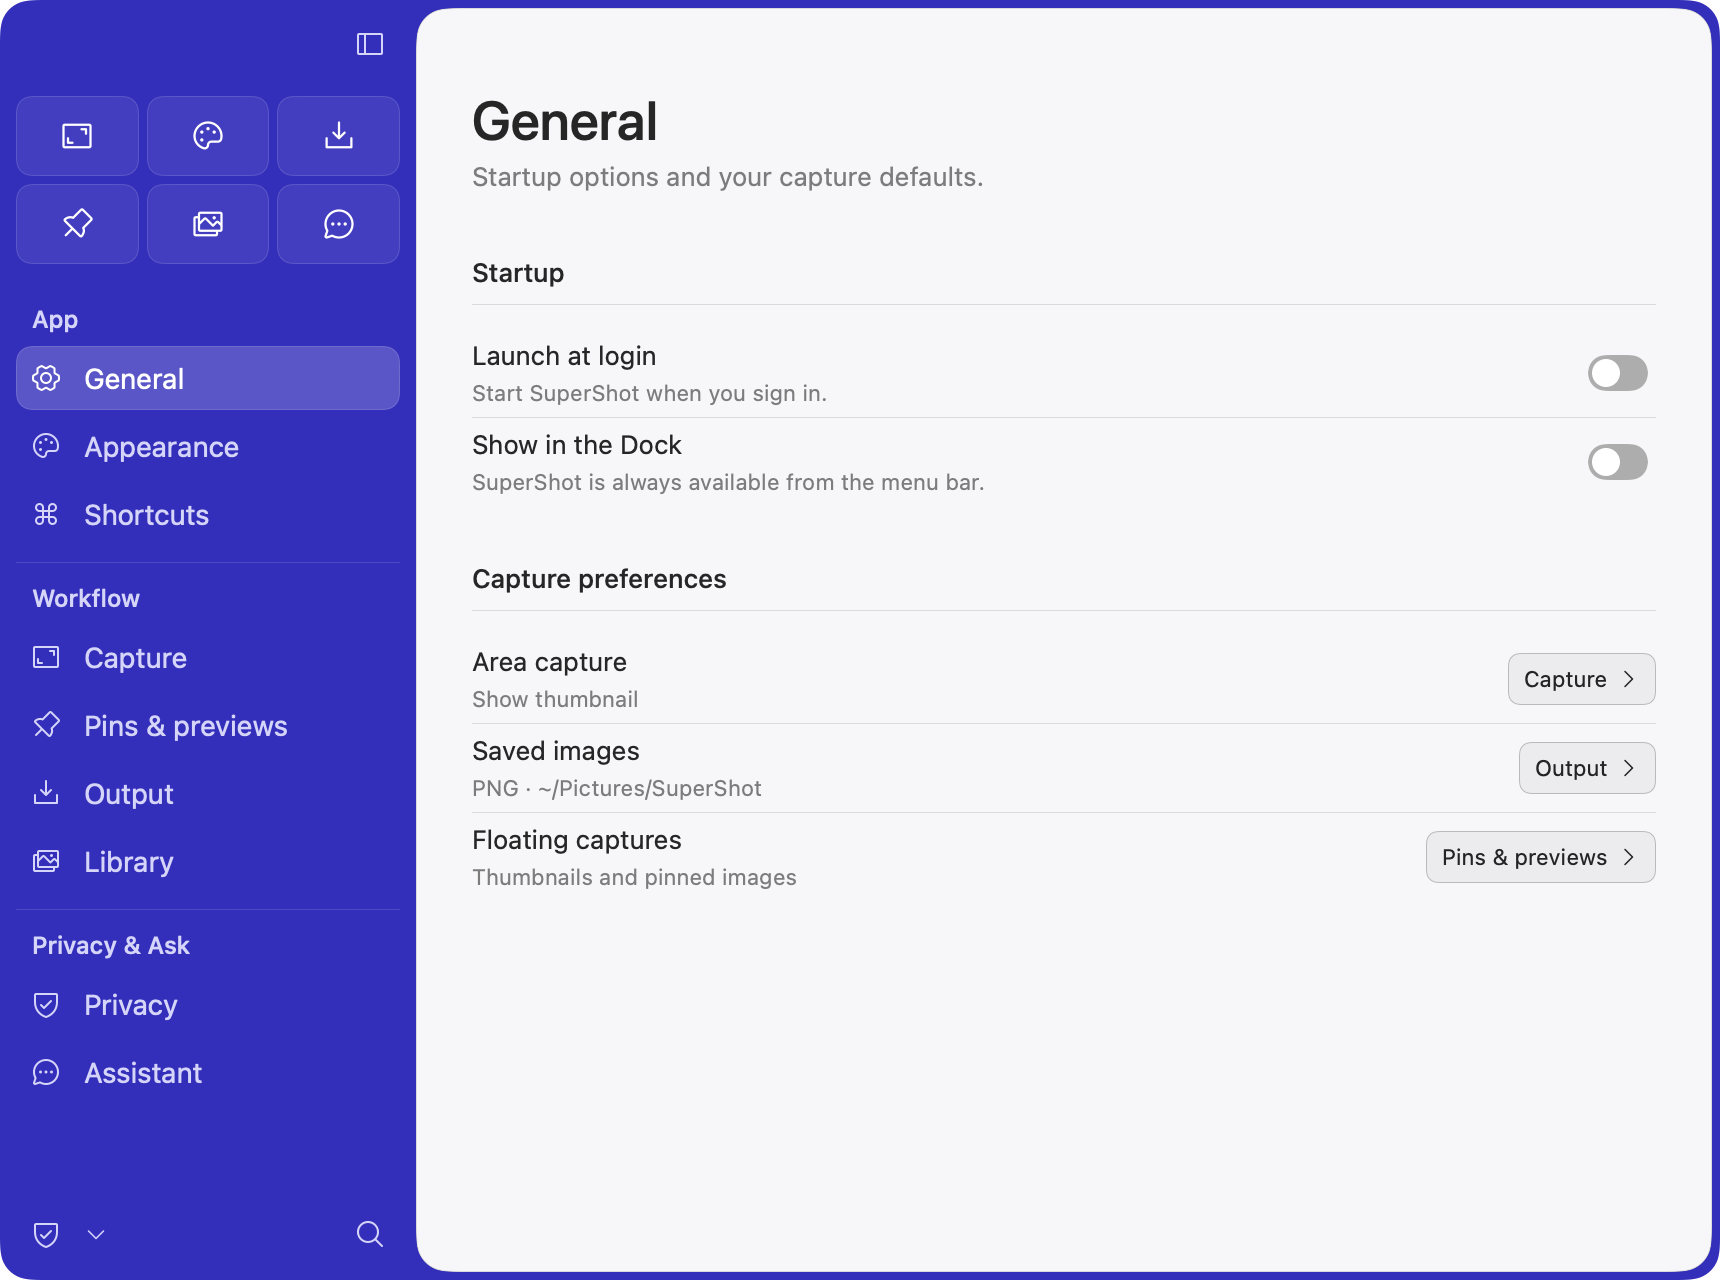 App
General
Appearance
Shortcuts
Workflow
Capture
Pins & previews
Output
Library
Privacy & Ask
Privacy
Assistant
General
Startup options and your capture defaults.
Startup
Launch at login
Start SuperShot when you sign in.
Show in the Dock
SuperShot is always available from the menu bar.
Capture preferences
Area capture
Show thumbnail
Capture
Saved images
PNG · ~/Pictures/SuperShot
Output
Floating captures
Thumbnails and pinned images
Pins & previews